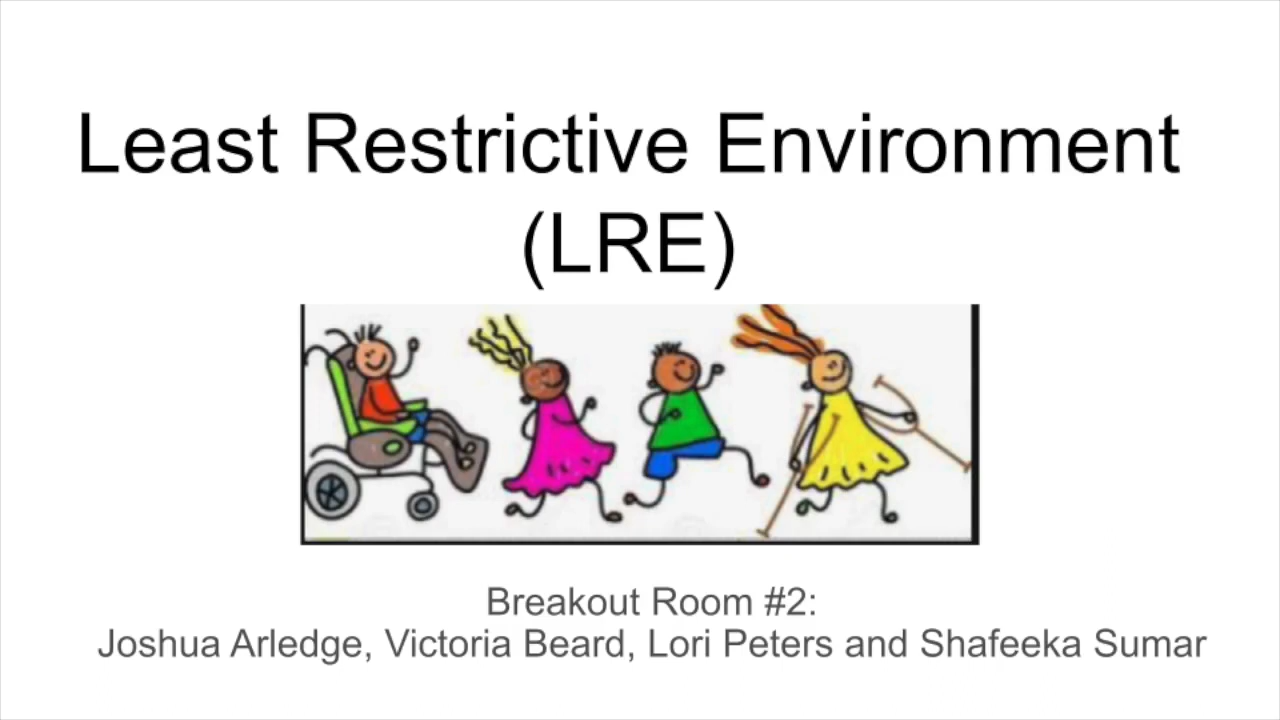 Least Restrictive Environment
(LRE)
Breakout Room #2:
Joshua Arledge, Victoria Beard, Lori Peters and Shafeeka Sumar